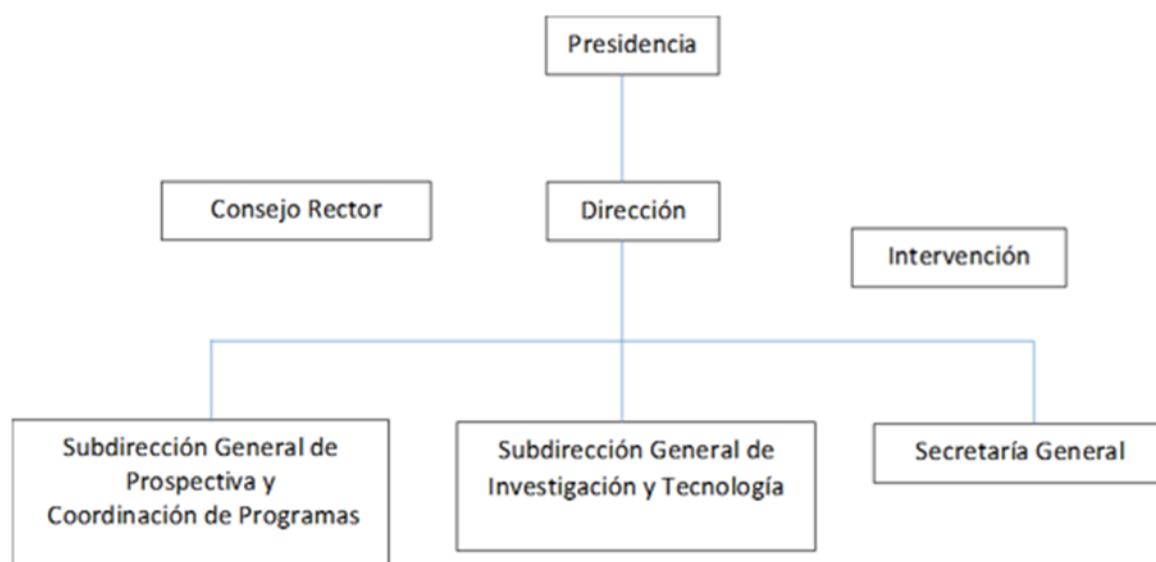 Presidencia
Consejo Rector
Dirección
Intervención
Subdirección General de
Prospectiva y
Coordinación de Programas
Subdirección General de
Investigación y Tecnología
Secretaría General